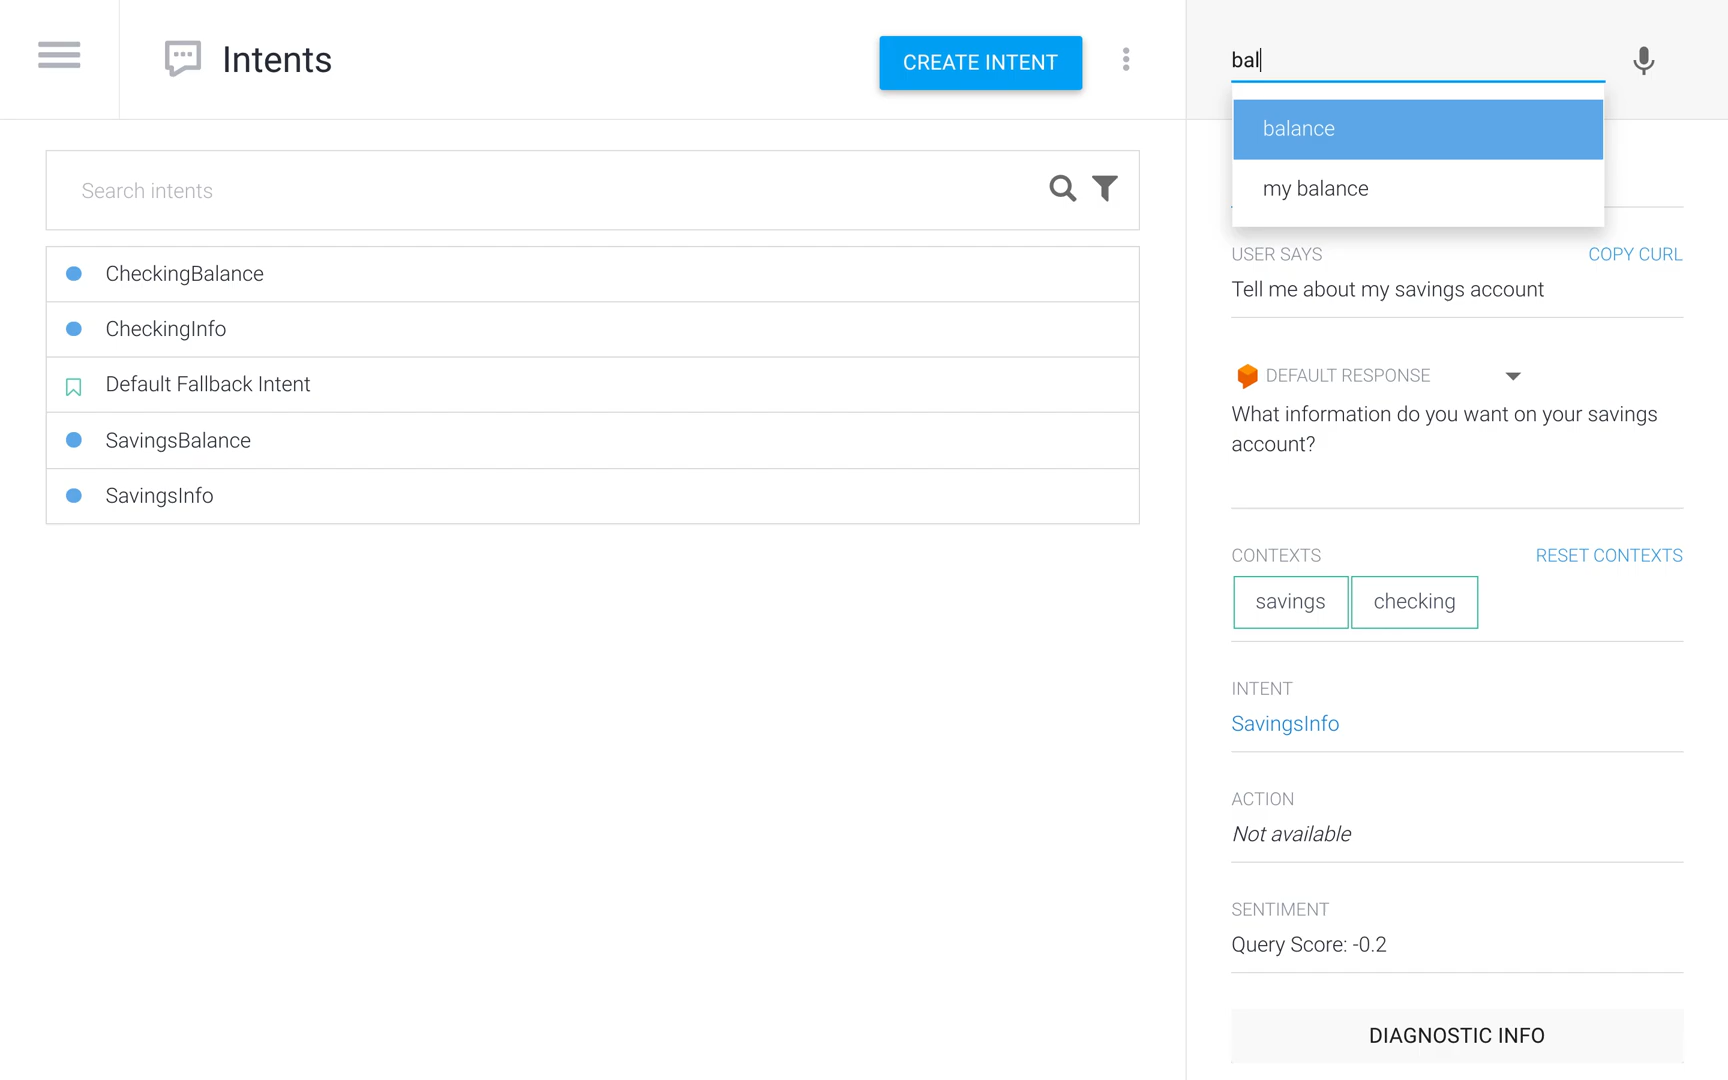 Intents
CREATE INTENT
bal
balance
my balance
Search intents
CheckingBalance
CheckingInfo
Default Fallback Intent
SavingsBalance
SavingsInfo
USER SAYS
COPY CURL
Tell me about my savings account
DEFAULT RESPONSE
What information do you want on your savings
account?
CONTEXTS
RESET CONTEXTS
savings
checking
INTENT
SavingsInfo
ACTION
Not available
SENTIMENT
Query Score: -0.2
DIAGNOSTIC INFO